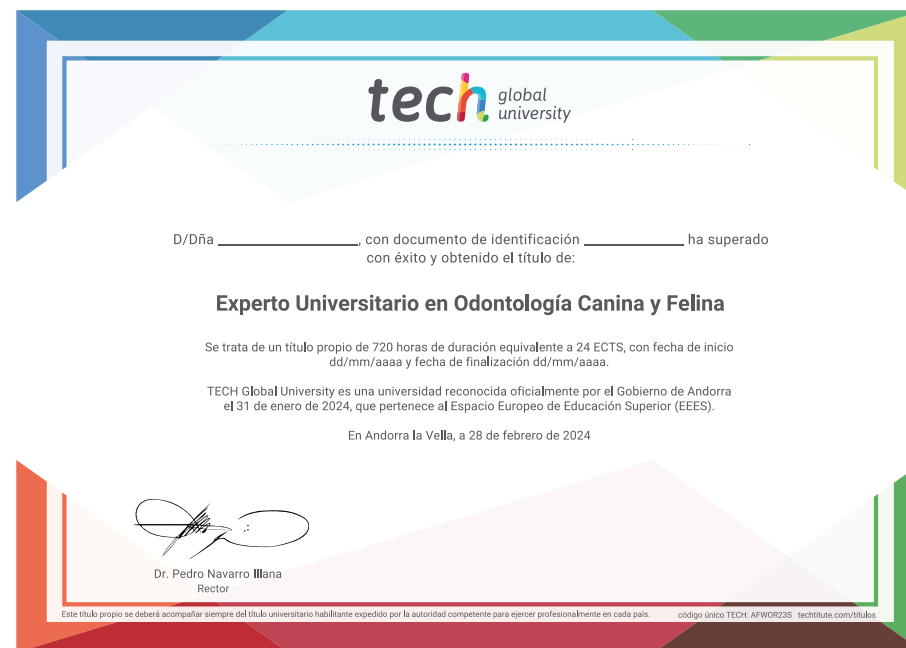 tech global university
D/Dña ________________, con documento de identificación ____________ ha superado
con éxito y obtenido el título de:
Experto Universitario en Odontología Canina y Felina
Se trata de un título propio de 720 horas de duración equivalente a 24 ECTS, con fecha de inicio
dd/mm/aaaa y fecha de finalización dd/mm/aaaa.
TECH Global University es una universidad reconocida oficialmente por el Gobierno de Andorra
el 31 de enero de 2024, que pertenece al Espacio Europeo de Educación Superior (EEES).
En Andorra la Vella, a 28 de febrero de 2024
Dr. Pedro Navarro Illana
Rector
Este título propio se deberá acompañar siempre del título universitario habilitante expedido por la autoridad competente para ejercer profesionalmente en cada país. código único TECH: AFWOR23S techtitute.com/titulos